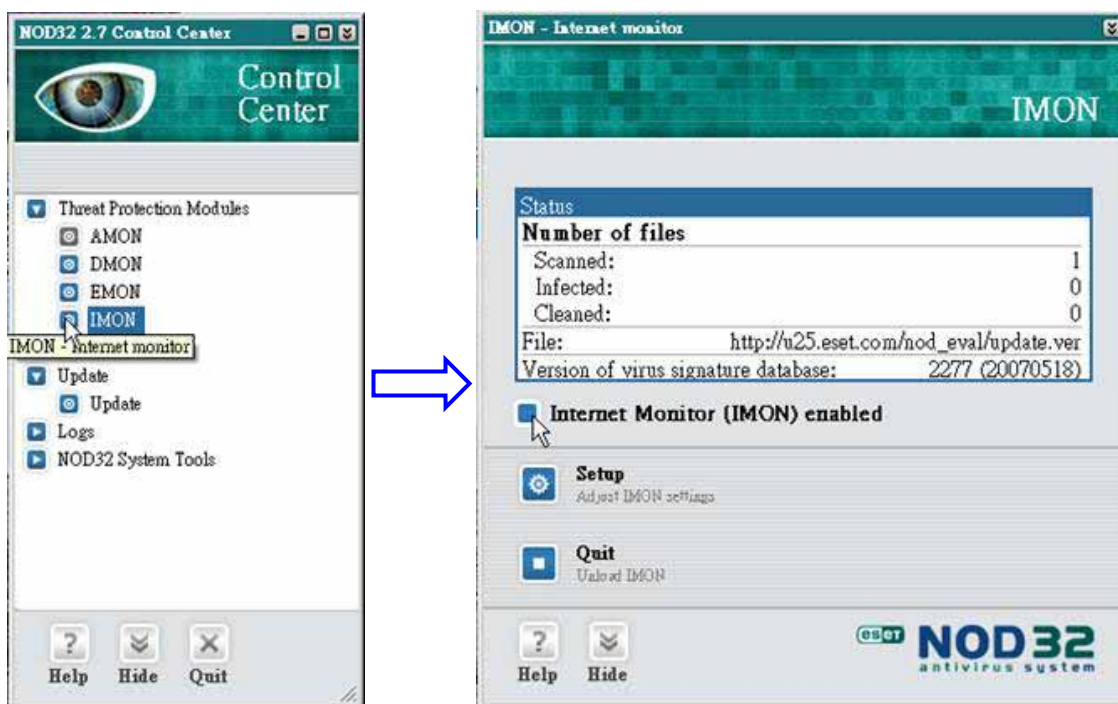 NOD32 2.7 Control Center
Control
Center
Threat Protection Modules
AMON
DMON
EMON
IMON
IMON - Internet monitor
Update
Update
Logs
NOD32 System Tools
Help Hide Quit
IMON - Internet monitor
IMON
Status
Number of files
Scanned: 1
Infected: 0
Cleaned: 0
File: http://u25.eset.com/nod_eval/update.ver
Version of virus signature database: 2277 (20070518)
Internet Monitor (IMON) enabled
Setup
Adjust IMON settings
Quit
Unload IMON
Help Hide
eseT NOD32
antivirus system